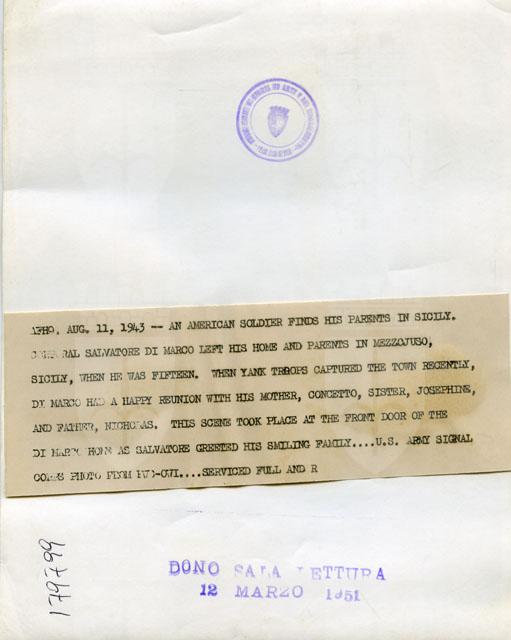 AFHQ. AUG. 11, 1943 -- AN AMERICAN SOLDIER FINDS HIS PARENTS IN SICILY.
CORPORAL SALVATORE DI MARCO LEFT HIS HOME AND PARENTS IN MEZZOJUSO,
SICILY, WHEN HE WAS FIFTEEN. WHEN YANK TROOPS CAPTURED THE TOWN RECENTLY,
DI MARCO HAD A HAPPY REUNION WITH HIS MOTHER, CONCETTO, SISTER, JOSEPHINE,
AND FATHER, NICHOLAS. THIS SCENE TOOK PLACE AT THE FRONT DOOR OF THE
DI MARCO HOME AS SALVATORE GREETED HIS SMILING FAMILY....U.S. ARMY SIGNAL
CORPS PHOTO FROM OWI....SERVICED FULL AND R
179799
DONO SALA LETTURA
12 MARZO 1951